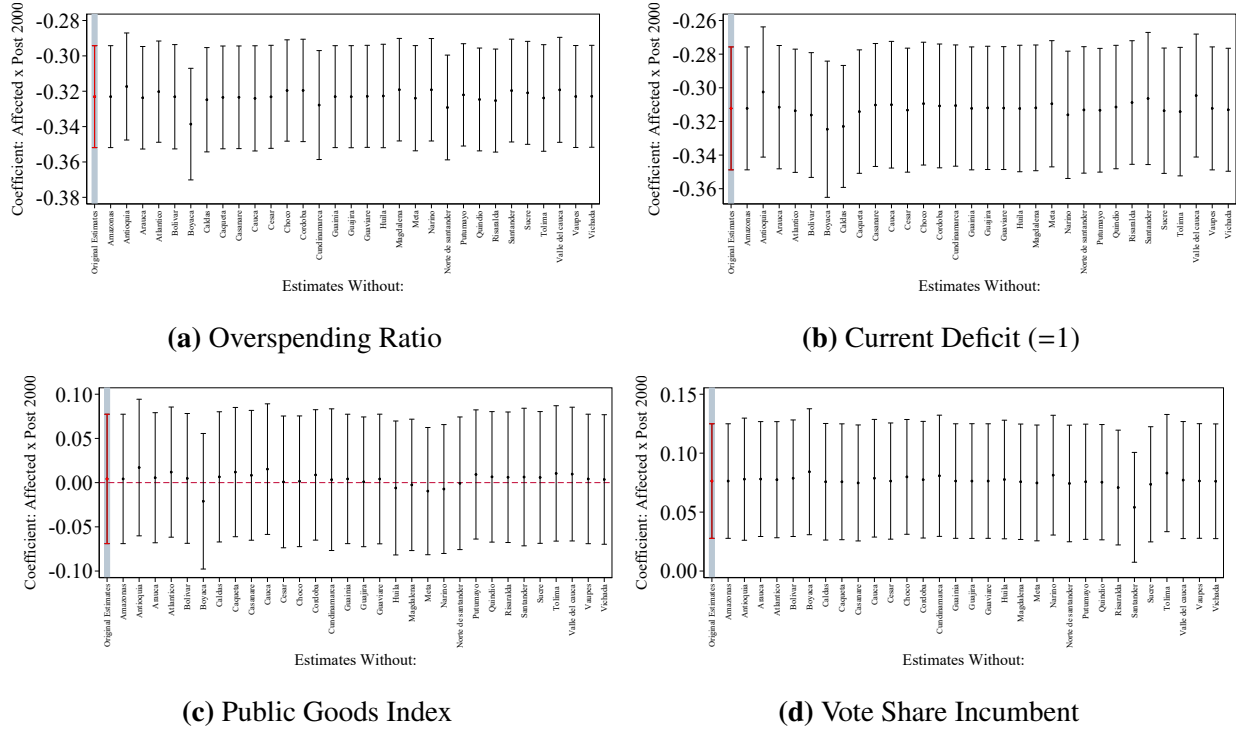 Coefficient: Affected x Post 2000
-0.28
-0.30
-0.32
-0.34
-0.36
-0.38
Original Estimates Amazonas Antioquia Arauca Atlantico Bolivar Boyaca Caldas Caqueta Casanare Cauca Cesar Choco Cordoba Cundinamarca Guainia Guajira Guaviare Huila Magdalena Meta Narino Norte de santander Putumayo Quindio Risaralda Santander Sucre Tolima Valle del cauca Vaupes Vichada
Estimates Without:
(a) Overspending Ratio
Coefficient: Affected x Post 2000
-0.26
-0.28
-0.30
-0.32
-0.34
-0.36
Original Estimates Amazonas Antioquia Arauca Atlantico Bolivar Boyaca Caldas Caqueta Casanare Cauca Cesar Choco Cordoba Cundinamarca Guainia Guajira Guaviare Huila Magdalena Meta Narino Norte de santander Putumayo Quindio Risaralda Santander Sucre Tolima Valle del cauca Vaupes Vichada
Estimates Without:
(b) Current Deficit (=1)
Coefficient: Affected x Post 2000
0.10
0.05
0.00
-0.05
-0.10
Original Estimates Amazonas Antioquia Arauca Atlantico Bolivar Boyaca Caldas Caqueta Casanare Cauca Cesar Choco Cordoba Cundinamarca Guainia Guajira Guaviare Huila Magdalena Meta Narino Norte de santander Putumayo Quindio Risaralda Santander Sucre Tolima Valle del cauca Vaupes Vichada
Estimates Without:
(c) Public Goods Index
Coefficient: Affected x Post 2000
0.15
0.10
0.05
0.00
Original Estimates Amazonas Antioquia Arauca Atlantico Bolivar Boyaca Caldas Caqueta Casanare Cauca Cesar Choco Cordoba Cundinamarca Guainia Guajira Guaviare Huila Magdalena Meta Narino Norte de santander Putumayo Quindio Risaralda Santander Sucre Tolima Valle del cauca Vaupes Vichada
Estimates Without:
(d) Vote Share Incumbent